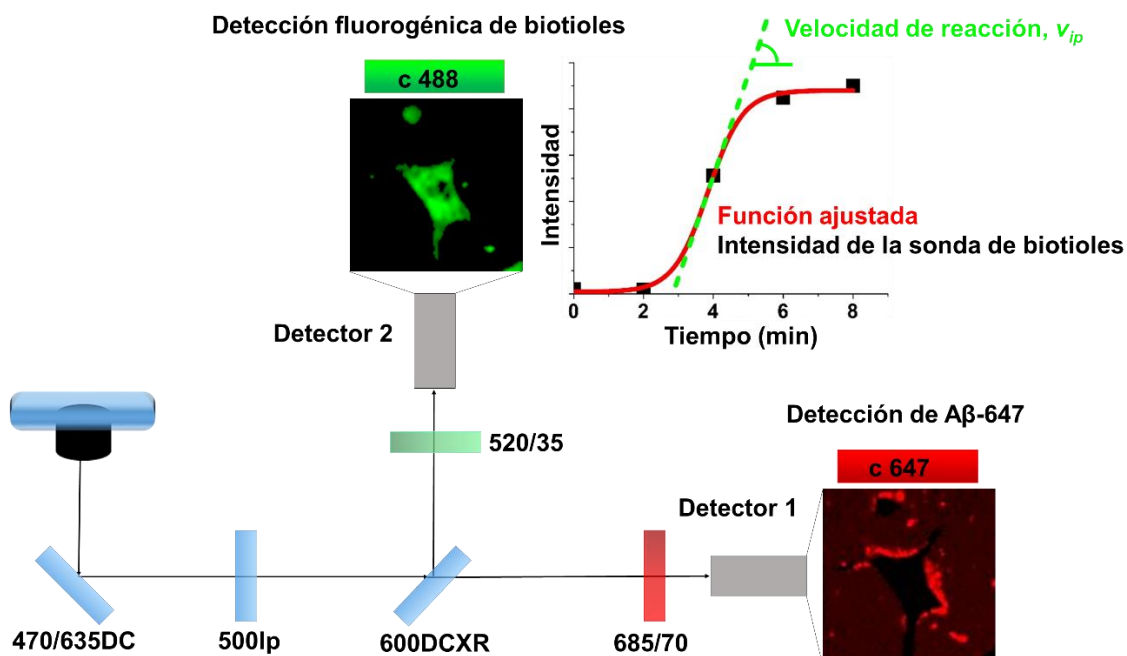 Detección fluorogénica de biotioles
c 488
Velocidad de reacción, v_ip
Intensidad
Función ajustada
Intensidad de la sonda de biotioles
0 2 4 6 8
Tiempo (min)
Detector 2
520/35
Detección de Aβ-647
c 647
Detector 1
470/635DC
500lp
600DCXR
685/70